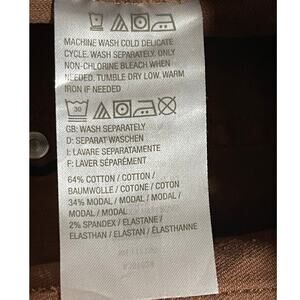 MACHINE WASH COLD DELICATE
CYCLE. WASH SEPARATELY. ONLY
NON-CHLORINE BLEACH WHEN
NEEDED. TUMBLE DRY LOW. WARM
IRON IF NEEDED
30
GB: WASH SEPARATELY
D: SEPARAT WASCHEN
I: LAVARE SEPARATAMENTE
F: LAVER SÉPARÉMENT
64% COTTON / COTTON /
BAUMWOLLE / COTONE / COTON
34% MODAL / MODAL / MODAL /
MODAL / MODAL
2% SPANDEX / ELASTANE /
ELASTHAN / ELASTAN / ÉLASTHANNE